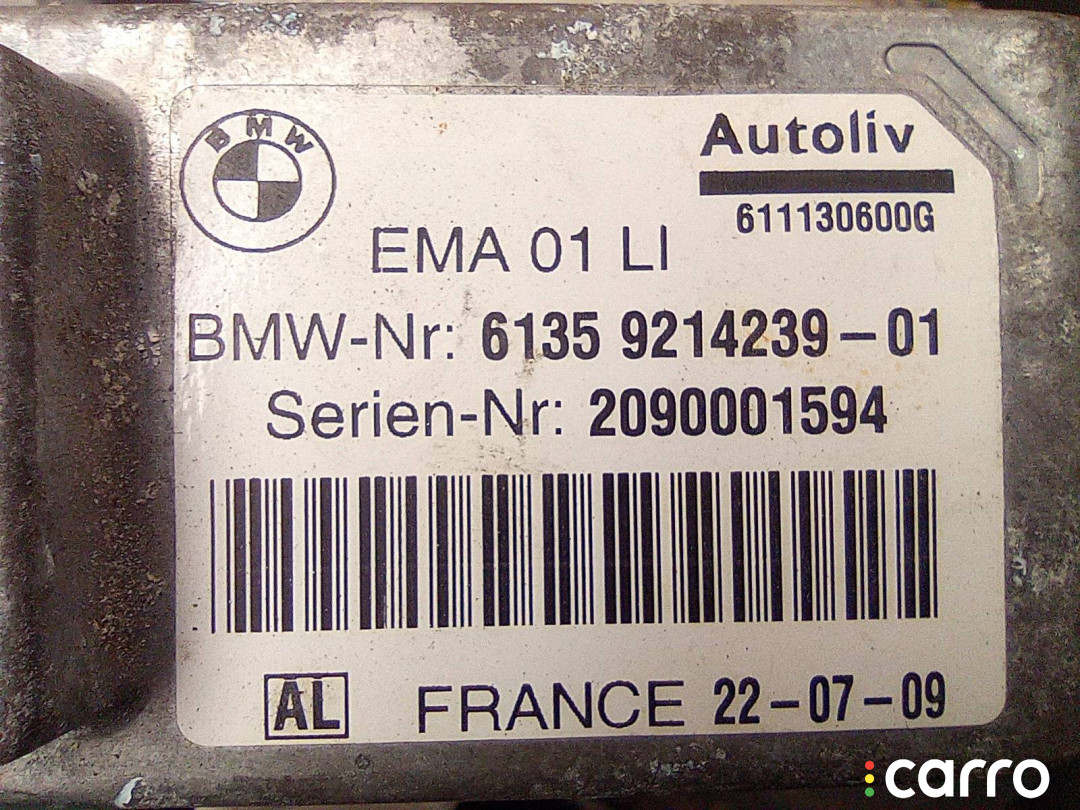 BMW
Autoliv
611130600G
EMA 01 LI
BMW-Nr: 6135 9214239-01
Serien-Nr: 2090001594
AL FRANCE 22-07-09
carro